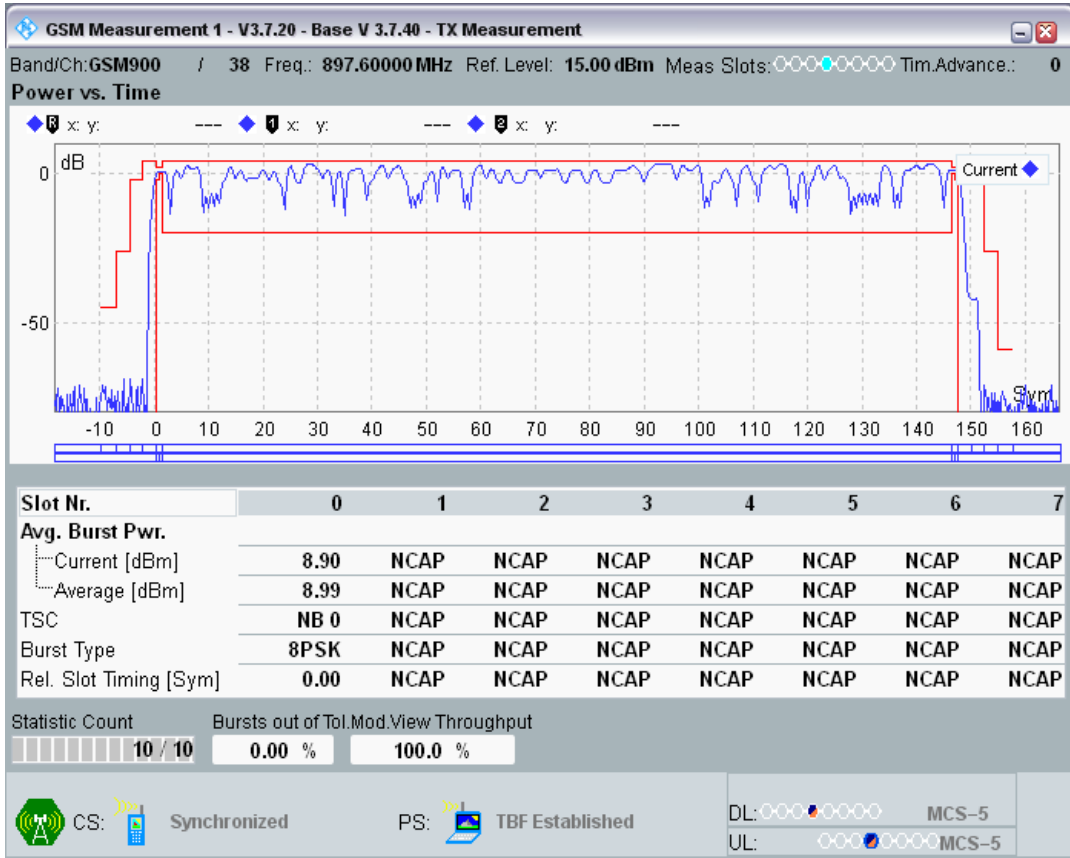 GSM Measurement 1 - V3.7.20 - Base V 3.7.40 - TX Measurement
Band/Ch:GSM900 / 38 Freq.: 897.60000 MHz Ref. Level: 15.00 dBm Meas Slots: Tim.Advance.: 0
Power vs. Time
R x: y: --- 1 x: y: --- 2 x: y: ---
dB
0
Current
-50
Sym
-10 0 10 20 30 40 50 60 70 80 90 100 110 120 130 140 150 160
Slot Nr. 0 1 2 3 4 5 6 7
Avg. Burst Pwr.
Current [dBm] 8.90 NCAP NCAP NCAP NCAP NCAP NCAP NCAP
Average [dBm] 8.99 NCAP NCAP NCAP NCAP NCAP NCAP NCAP
TSC NB 0 NCAP NCAP NCAP NCAP NCAP NCAP NCAP
Burst Type 8PSK NCAP NCAP NCAP NCAP NCAP NCAP NCAP
Rel. Slot Timing [Sym] 0.00 NCAP NCAP NCAP NCAP NCAP NCAP NCAP
Statistic Count Bursts out of Tol.Mod.View Throughput
10 / 10 0.00 % 100.0 %
CS: Synchronized PS: TBF Established
DL: MCS-5
UL: MCS-5